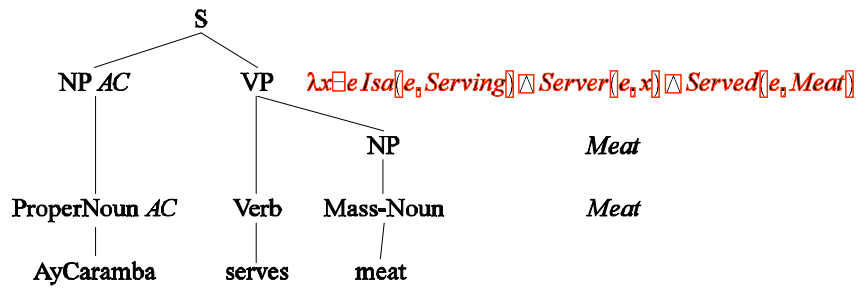 S
NP AC VP λx□e Isa(e,Serving)∧Server(e,x)∧Served(e,Meat)
NP Meat
ProperNoun AC Verb Mass-Noun Meat
AyCaramba serves meat